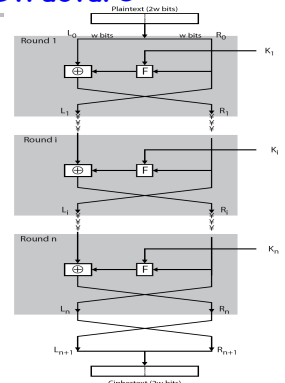 Plaintext (2w bits)
L0 w bits w bits R0
Round 1
K1
F
L1 R1
Round i
Ki
F
Li Ri
Round n
Kn
F
Ln Rn
Ln+1 Rn+1
Ciphertext (2w bits)